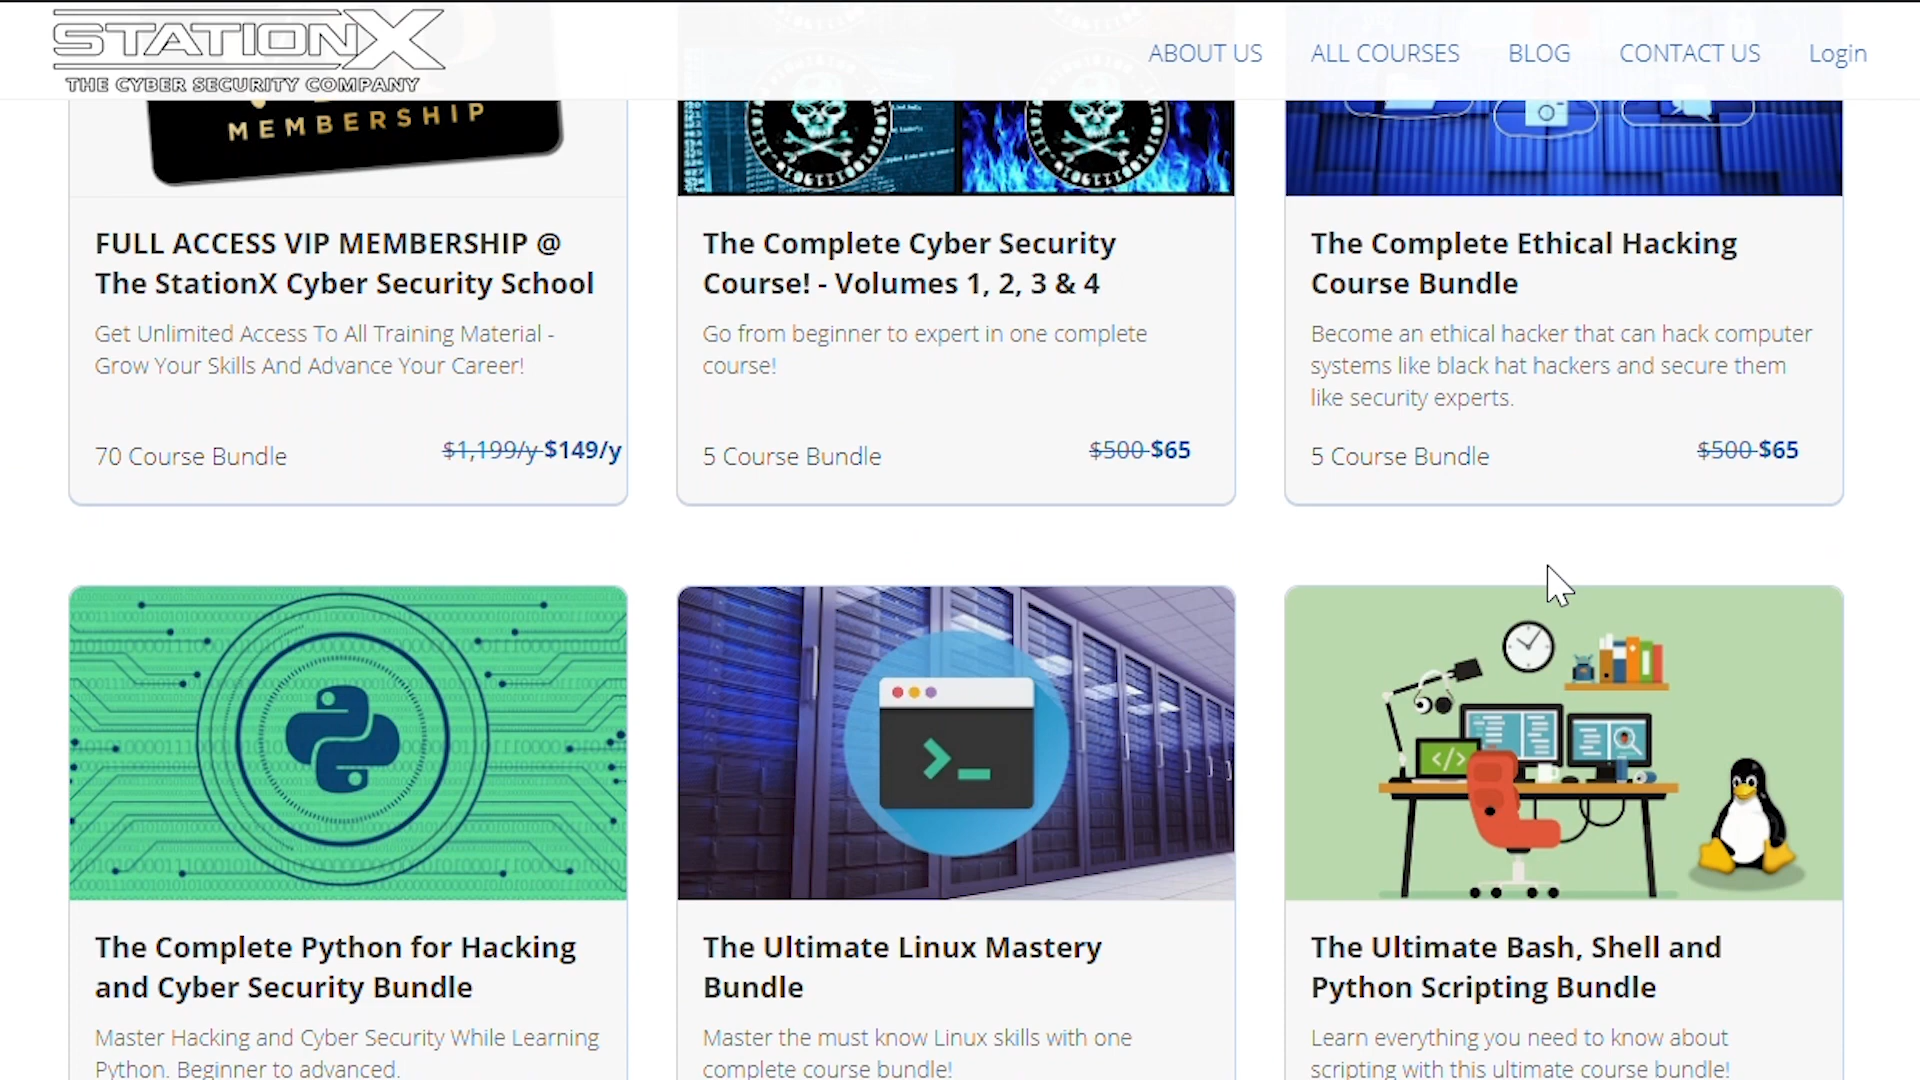 STATIONX
THE CYBER SECURITY COMPANY
ABOUT US
ALL COURSES
BLOG
CONTACT US
Login
MEMBERSHIP
FULL ACCESS VIP MEMBERSHIP @
The StationX Cyber Security School
Get Unlimited Access To All Training Material -
Grow Your Skills And Advance Your Career!
70 Course Bundle
$1,199/y $149/y
The Complete Cyber Security
Course! - Volumes 1, 2, 3 & 4
Go from beginner to expert in one complete
course!
5 Course Bundle
$500 $65
The Complete Ethical Hacking
Course Bundle
Become an ethical hacker that can hack computer
systems like black hat hackers and secure them
like security experts.
5 Course Bundle
$500 $65
The Complete Python for Hacking
and Cyber Security Bundle
Master Hacking and Cyber Security While Learning
Python. Beginner to advanced.
The Ultimate Linux Mastery
Bundle
Master the must know Linux skills with one
complete course bundle!
</>
The Ultimate Bash, Shell and
Python Scripting Bundle
Learn everything you need to know about
scripting with this ultimate course bundle!